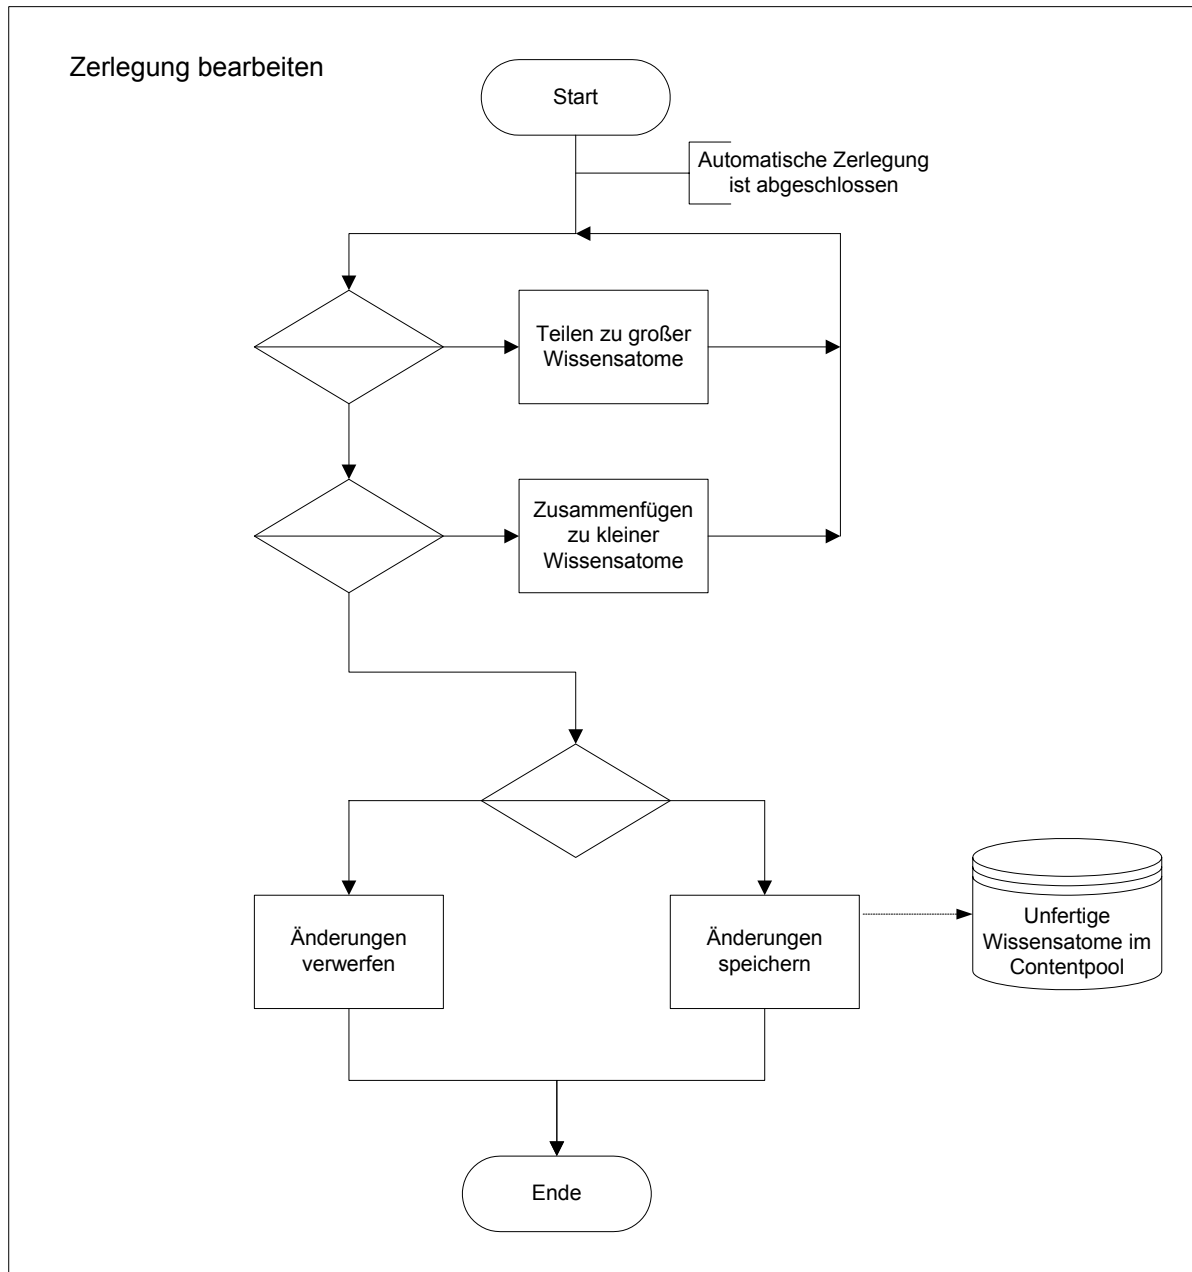 Zerlegung bearbeiten
Start
Automatische Zerlegung
ist abgeschlossen
Teilen zu großer
Wissensatome
Zusammenfügen
zu kleiner
Wissensatome
Änderungen
verwerfen
Änderungen
speichern
Unfertige
Wissensatome im
Contentpool
Ende